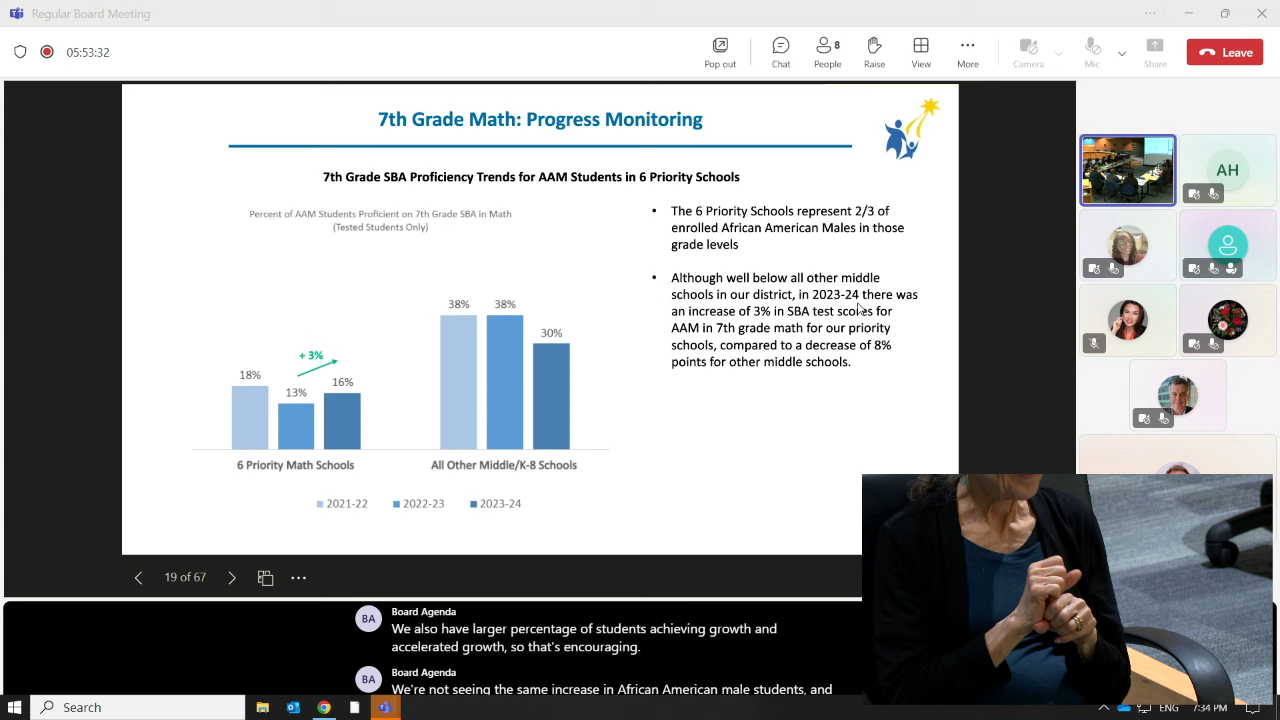 Regular Board Meeting
05:53:32
Pop out
Chat
8
People
Raise
View
More
Camera
Mic
Share
Leave
7th Grade Math: Progress Monitoring
7th Grade SBA Proficiency Trends for AAM Students in 6 Priority Schools
Percent of AAM Students Proficient on 7th Grade SBA in Math
(Tested Students Only)
38% 38%
30%
+ 3%
18%
13%
16%
6 Priority Math Schools
All Other Middle/K-8 Schools
2021-22 2022-23 2023-24
• The 6 Priority Schools represent 2/3 of
enrolled African American Males in those
grade levels
• Although well below all other middle
schools in our district, in 2023-24 there was
an increase of 3% in SBA test scores for
AAM in 7th grade math for our priority
schools, compared to a decrease of 8%
points for other middle schools.
AH
19 of 67
BA
Board Agenda
We also have larger percentage of students achieving growth and
accelerated growth, so that's encouraging.
BA
Board Agenda
We're not seeing the same increase in African American male students, and
Search
ENG
7:34 PM